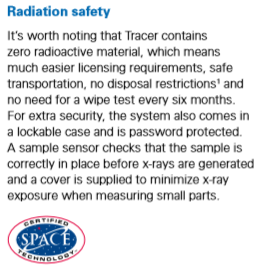 Radiation safety
It's worth noting that Tracer contains
zero radioactive material, which means
much easier licensing requirements, safe
transportation, no disposal restrictions¹ and
no need for a wipe test every six months.
For extra security, the system also comes in
a lockable case and is password protected.
A sample sensor checks that the sample is
correctly in place before x-rays are generated
and a cover is supplied to minimize x-ray
exposure when measuring small parts.
CERTIFIED
SPACE
TECHNOLOGY